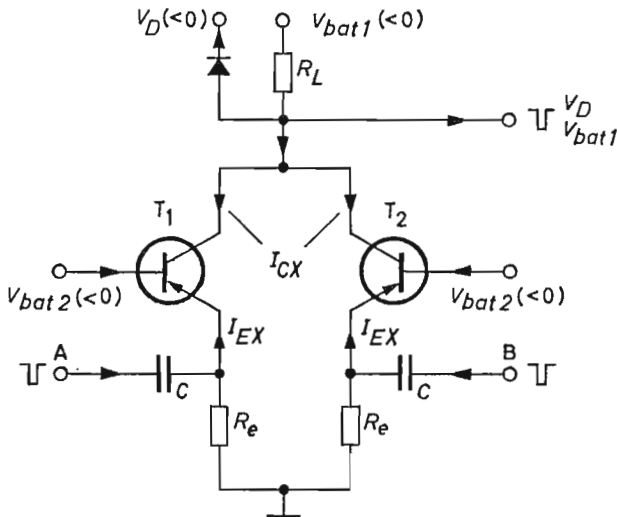 V_D(<0) V_bat1(<0)
R_L
V_D
V_bat1
T_1 T_2
I_CX
V_bat2(<0) V_bat2(<0)
I_EX I_EX
A B
C C
R_e R_e